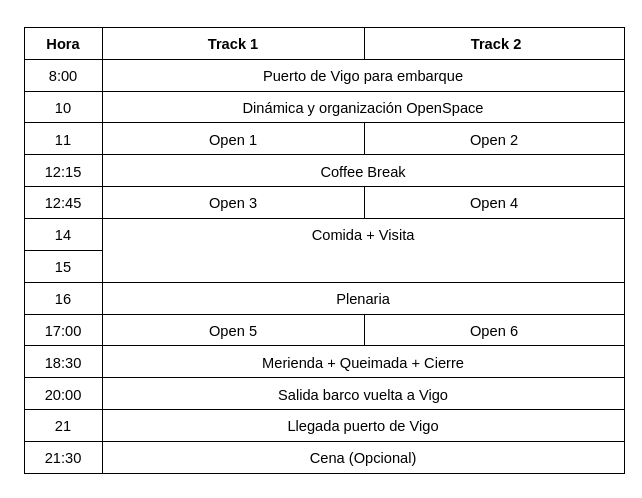 Hora Track 1 Track 2
8:00 Puerto de Vigo para embarque
10 Dinámica y organización OpenSpace
11 Open 1 Open 2
12:15 Coffee Break
12:45 Open 3 Open 4
14 Comida + Visita
15
16 Plenaria
17:00 Open 5 Open 6
18:30 Merienda + Queimada + Cierre
20:00 Salida barco vuelta a Vigo
21 Llegada puerto de Vigo
21:30 Cena (Opcional)